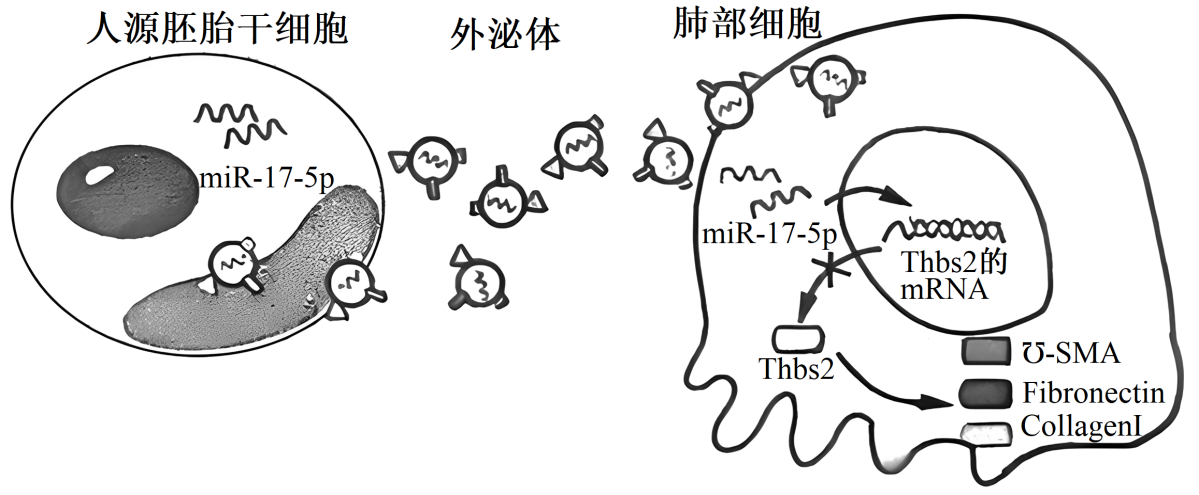 人源胚胎干细胞
外泌体
肺部细胞
miR-17-5p
miR-17-5p
Thbs2的
mRNA
Thbs2
Ʊ-SMA
Fibronectin
CollagenI